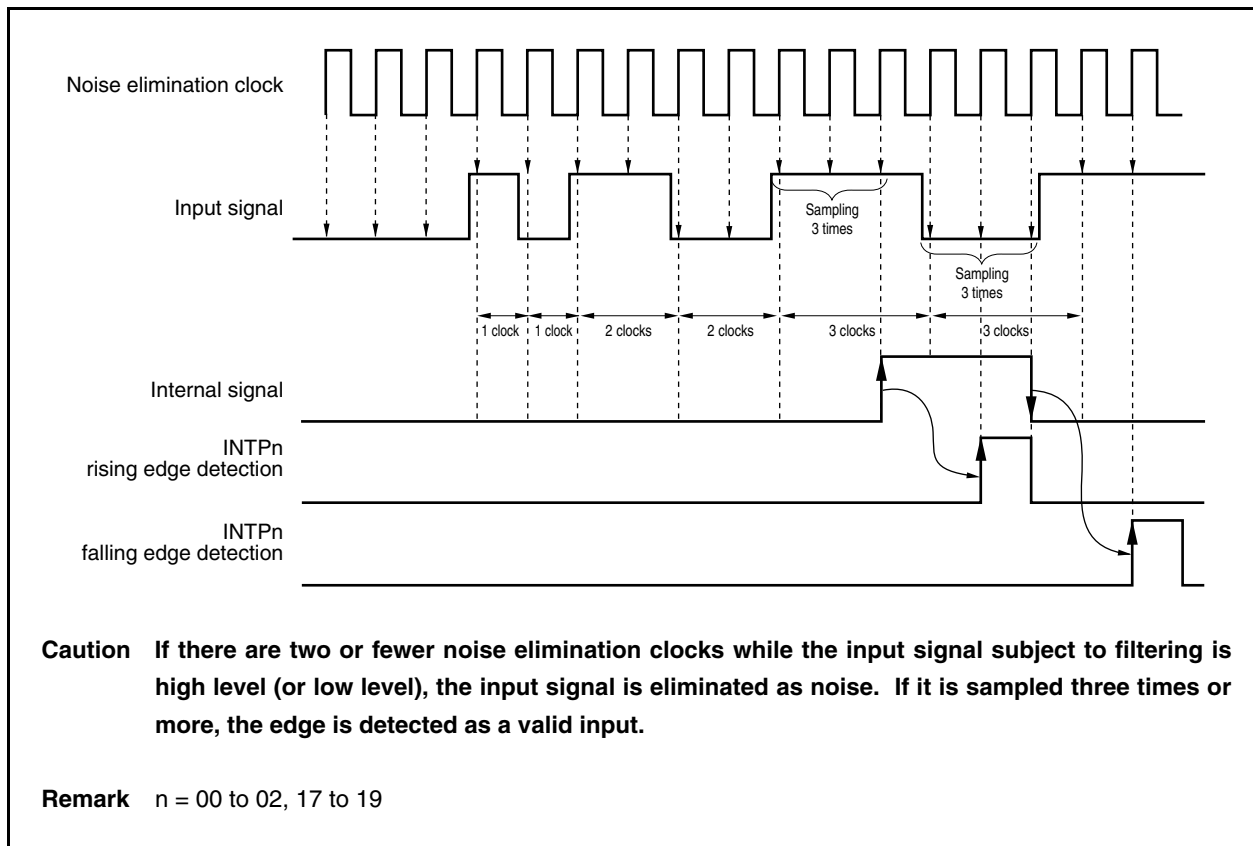 Noise elimination clock
Input signal
Sampling
3 times
Sampling
3 times
1 clock
1 clock
2 clocks
2 clocks
3 clocks
3 clocks
Internal signal
INTPn
rising edge detection
INTPn
falling edge detection
Caution If there are two or fewer noise elimination clocks while the input signal subject to filtering is
high level (or low level), the input signal is eliminated as noise. If it is sampled three times or
more, the edge is detected as a valid input.
Remark n = 00 to 02, 17 to 19